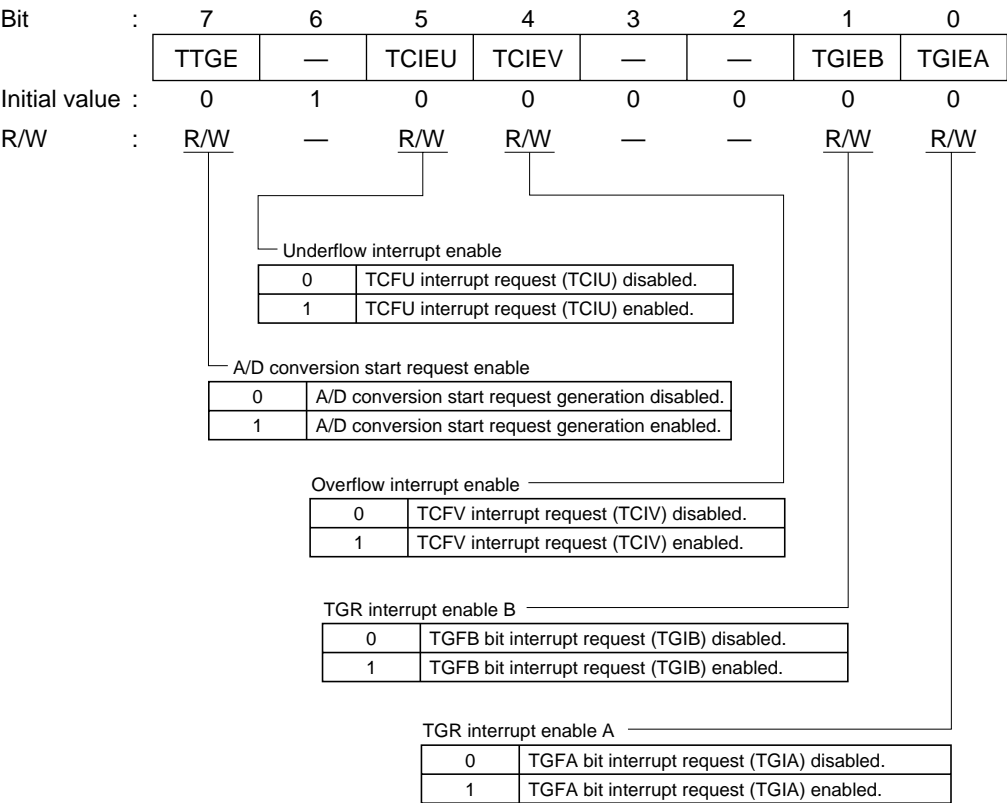 Bit : 7 6 5 4 3 2 1 0
TTGE — TCIEU TCIEV — — TGIEB TGIEA
Initial value : 0 1 0 0 0 0 0 0
R/W : R/W — R/W R/W — — R/W R/W
Underflow interrupt enable
0 TCFU interrupt request (TCIU) disabled.
1 TCFU interrupt request (TCIU) enabled.
A/D conversion start request enable
0 A/D conversion start request generation disabled.
1 A/D conversion start request generation enabled.
Overflow interrupt enable
0 TCFV interrupt request (TCIV) disabled.
1 TCFV interrupt request (TCIV) enabled.
TGR interrupt enable B
0 TGFB bit interrupt request (TGIB) disabled.
1 TGFB bit interrupt request (TGIB) enabled.
TGR interrupt enable A
0 TGFA bit interrupt request (TGIA) disabled.
1 TGFA bit interrupt request (TGIA) enabled.